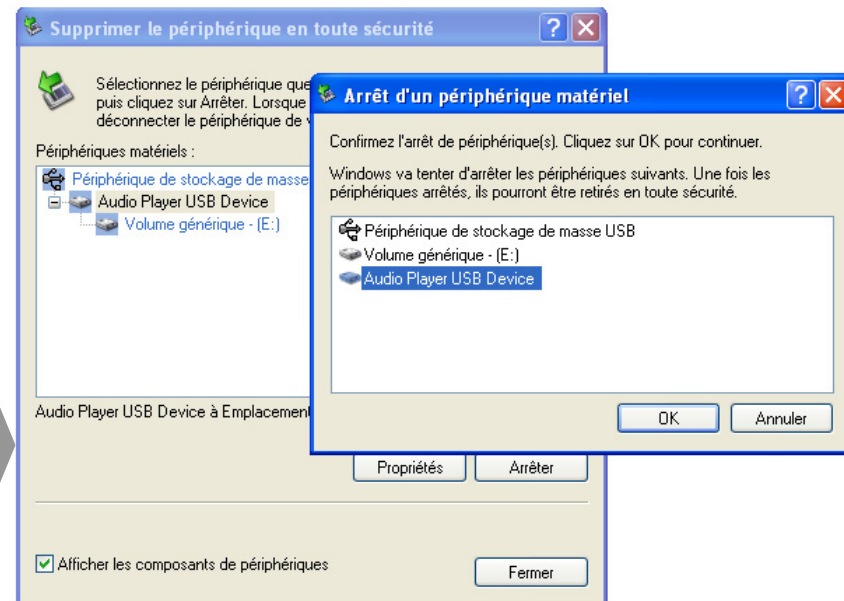 Supprimer le périphérique en toute sécurité
Sélectionnez le périphérique que
puis cliquez sur Arrêter. Lorsque
déconnecter le périphérique de
Périphériques matériels :
Périphérique de stockage de masse
Audio Player USB Device
Volume générique - (E:)
Audio Player USB Device à Emplacement
Propriétés
Arrêter
Afficher les composants de périphériques
Fermer
Arrêt d'un périphérique matériel
Confirmez l'arrêt de périphérique(s). Cliquez sur OK pour continuer.
Windows va tenter d'arrêter les périphériques suivants. Une fois les
périphériques arrêtés, ils pourront être retirés en toute sécurité.
Périphérique de stockage de masse USB
Volume générique - (E:)
Audio Player USB Device
OK
Annuler